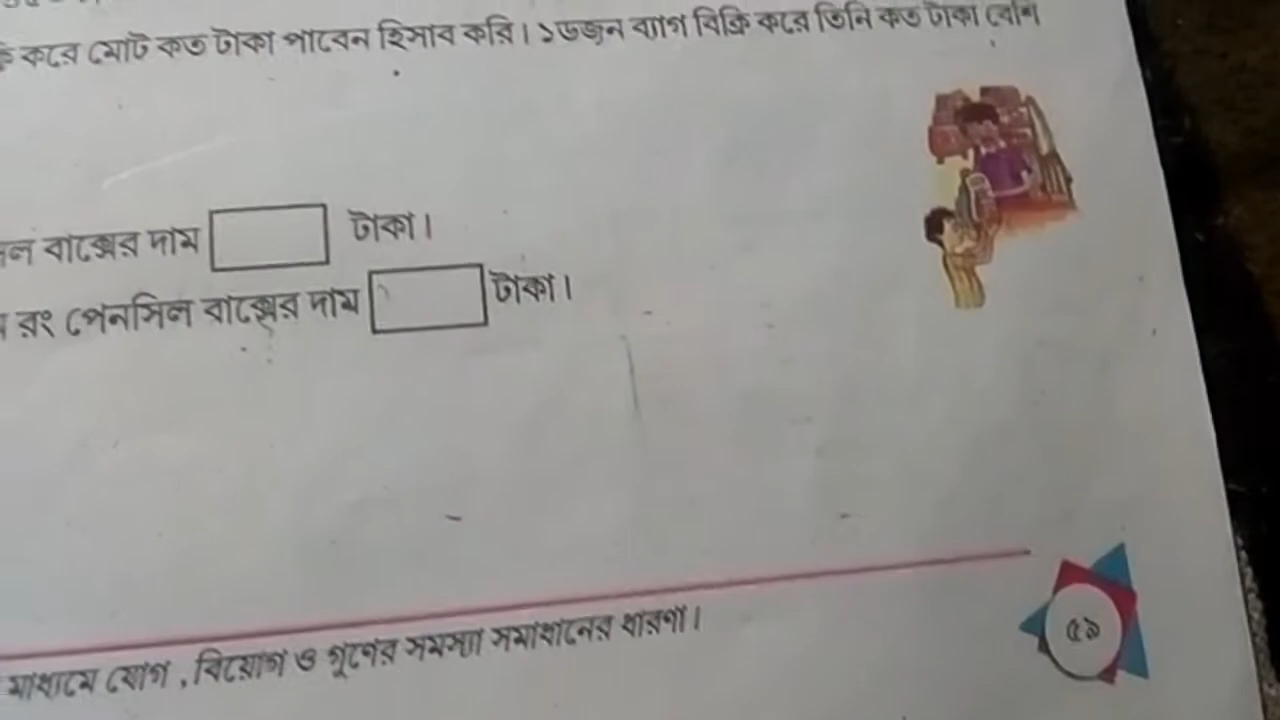 করে মোট কত টাকা পাবেন হিসাব করি। ১ডজন ব্যাগ বিক্রি করে তিনি কত টাকা বেশি
বাক্সের দাম টাকা।
রং পেনসিল বাক্সের দাম টাকা।
মাধ্যমে যোগ, বিয়োগ ও গুণের সমস্যা সমাধানের ধারণা।
৫৯